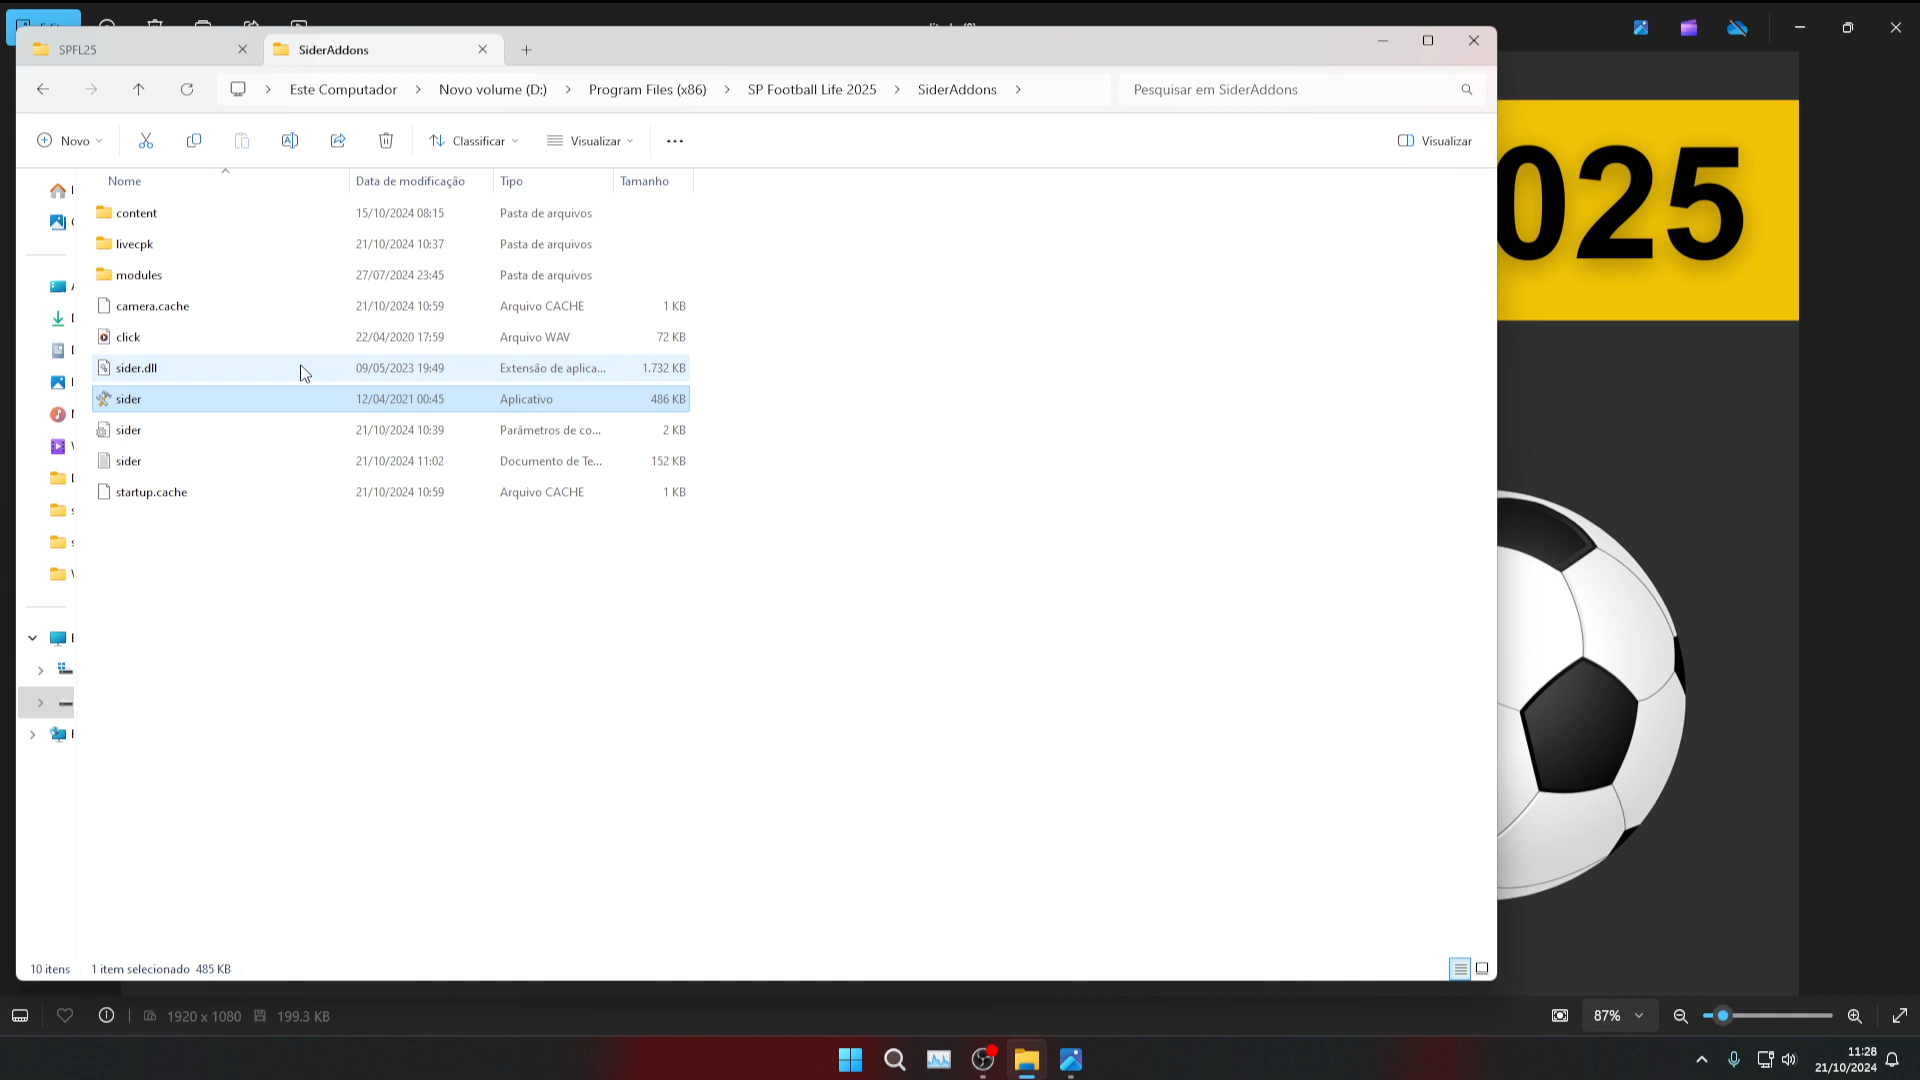 SPFL25
SiderAddons
Este Computador
Novo volume (D:)
Program Files (x86)
SP Football Life 2025
SiderAddons
Pesquisar em SiderAddons
Novo
Classificar
Visualizar
Visualizar
Nome
Data de modificação
Tipo
Tamanho
content 15/10/2024 08:15 Pasta de arquivos
livecpk 21/10/2024 10:37 Pasta de arquivos
modules 27/07/2024 23:45 Pasta de arquivos
camera.cache 21/10/2024 10:59 Arquivo CACHE 1 KB
click 22/04/2020 17:59 Arquivo WAV 72 KB
sider.dll 09/05/2023 19:49 Extensão de aplica... 1.732 KB
sider 12/04/2021 00:45 Aplicativo 486 KB
sider 21/10/2024 10:39 Parâmetros de co... 2 KB
sider 21/10/2024 11:02 Documento de Te... 152 KB
startup.cache 21/10/2024 10:59 Arquivo CACHE 1 KB
025
10 itens
1 item selecionado 485 KB
1920 x 1080
199.3 KB
87%
11:28
21/10/2024